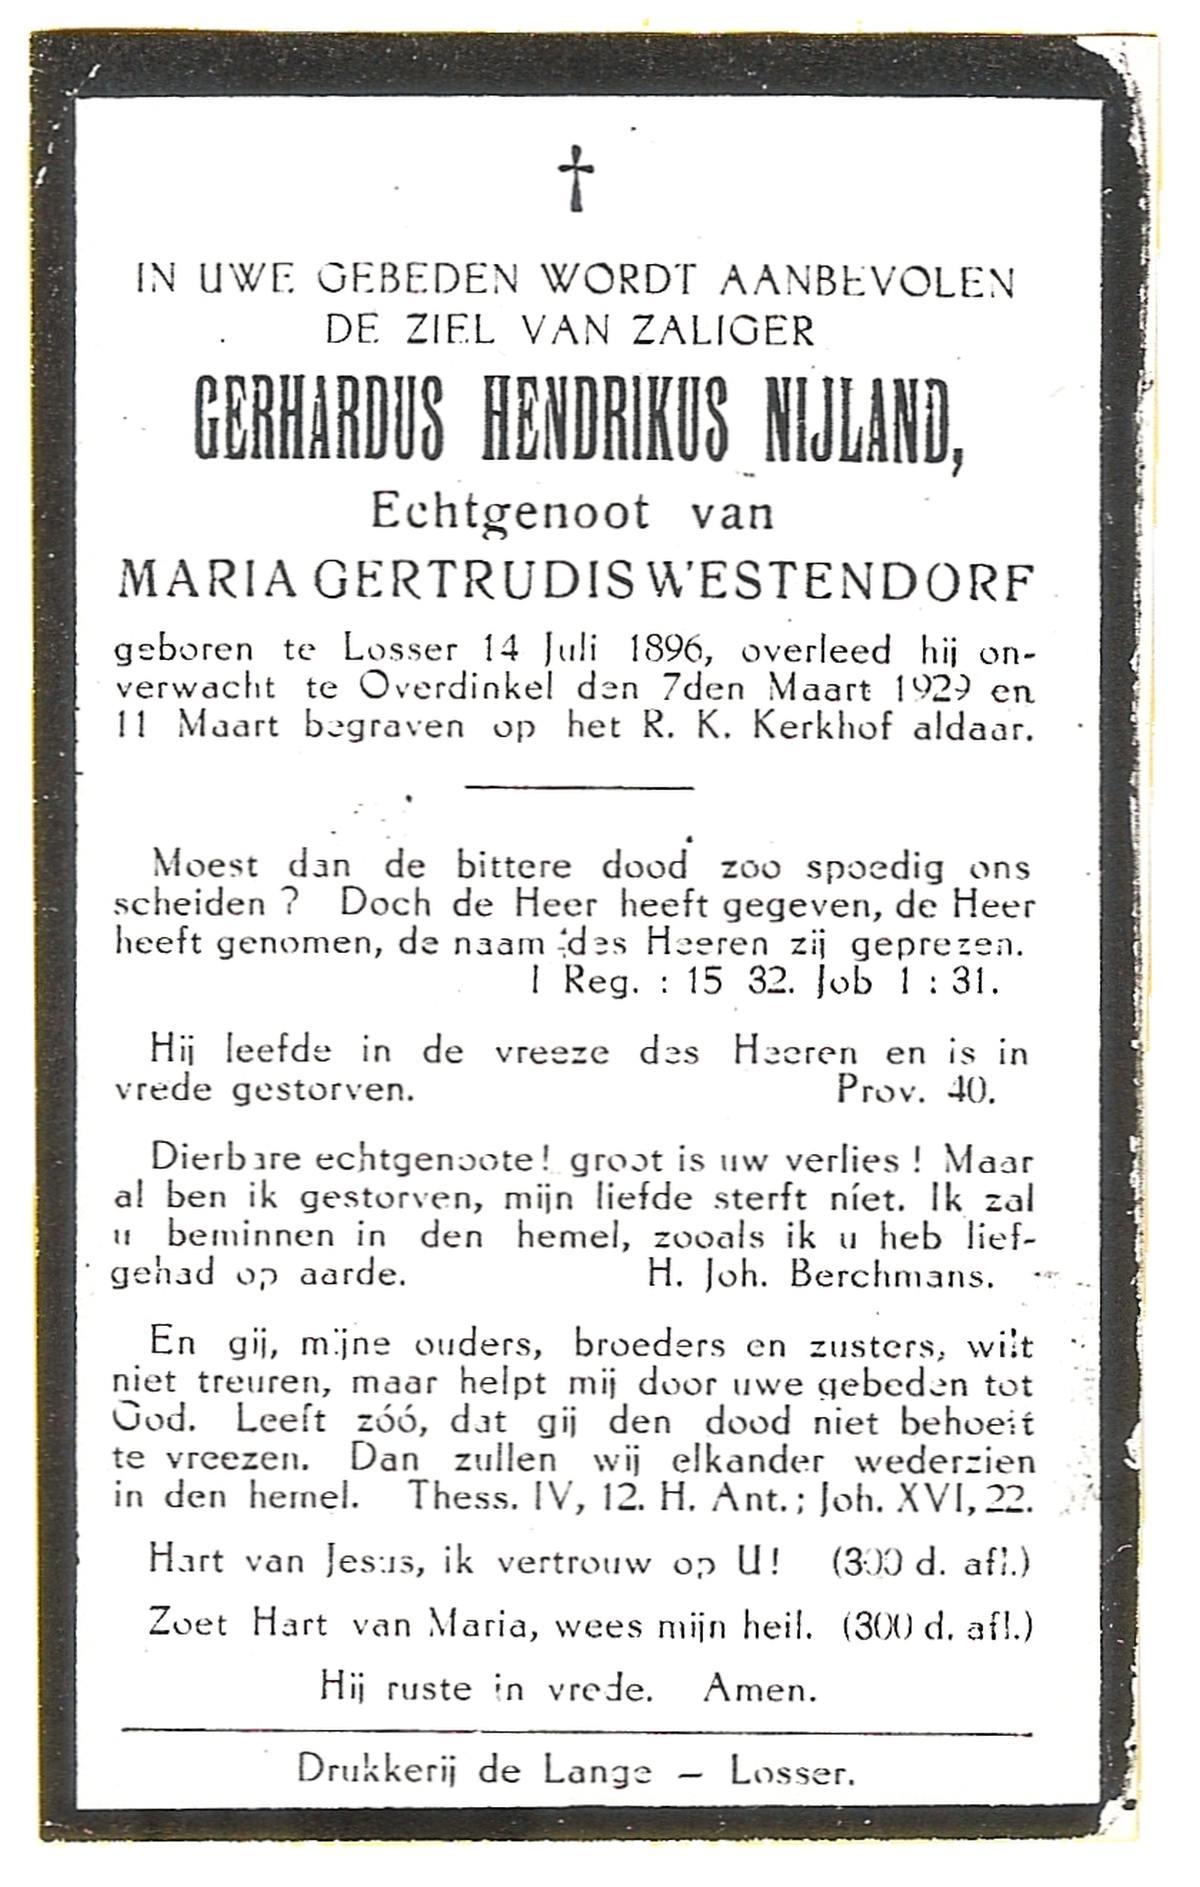 IN UWE GEBEDEN WORDT AANBEVOLEN
DE ZIEL VAN ZALIGER
GERHARDUS HENDRIKUS NIJLAND,
Echtgenoot van
MARIA GERTRUDIS WESTENDORF
geboren te Losser 14 Juli 1896, overleed hij on-
verwacht te Overdinkel den 7den Maart 1929 en
11 Maart begraven op het R. K. Kerkhof aldaar.
Moest dan de bittere dood zoo spoedig ons
scheiden ? Doch de Heer heeft gegeven, de Heer
heeft genomen, de naam des Heeren zij geprezen.
I Reg. : 15 32. Job 1 : 31.
Hij leefde in de vreeze des Heeren en is in
vrede gestorven. Prov. 40.
Dierbare echtgenoote! groot is uw verlies ! Maar
al ben ik gestorven, mijn liefde sterft niet. Ik zal
u beminnen in den hemel, zooals ik u heb lief-
gehad op aarde. H. Joh. Berchmans.
En gij, mijne ouders, broeders en zusters, wilt
niet treuren, maar helpt mij door uwe gebeden tot
God. Leeft zóó, dat gij den dood niet behoeft
te vreezen. Dan zullen wij elkander wederzien
in den hemel. Thess. IV, 12. H. Ant.; Joh. XVI, 22.
Hart van Jesus, ik vertrouw op U! (300 d. afl.)
Zoet Hart van Maria, wees mijn heil. (300 d. afl.)
Hij ruste in vrede. Amen.
Drukkerij de Lange — Losser.